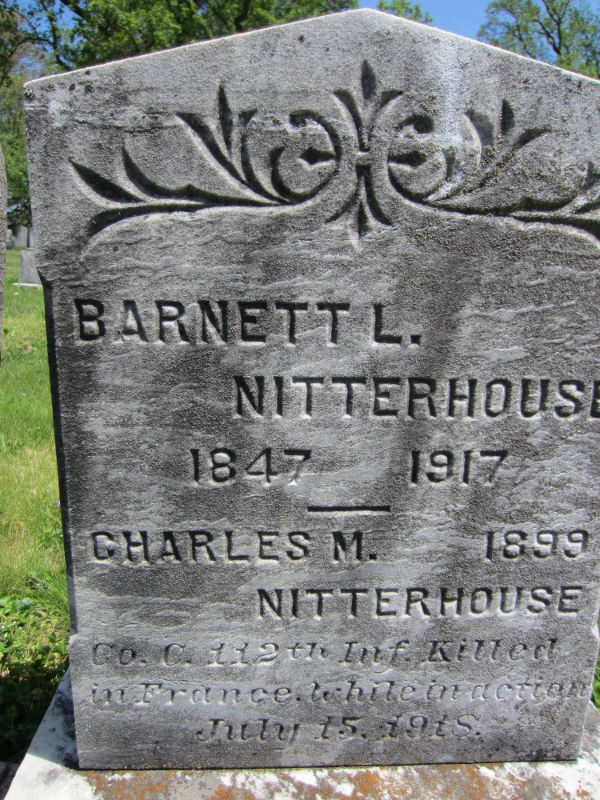 BARNETT L.
NITTERHOUSE
1847 1917
CHARLES M. 1899
NITTERHOUSE
Co. C. 112th Inf. Killed
in France. While in action
July 15. 1918.